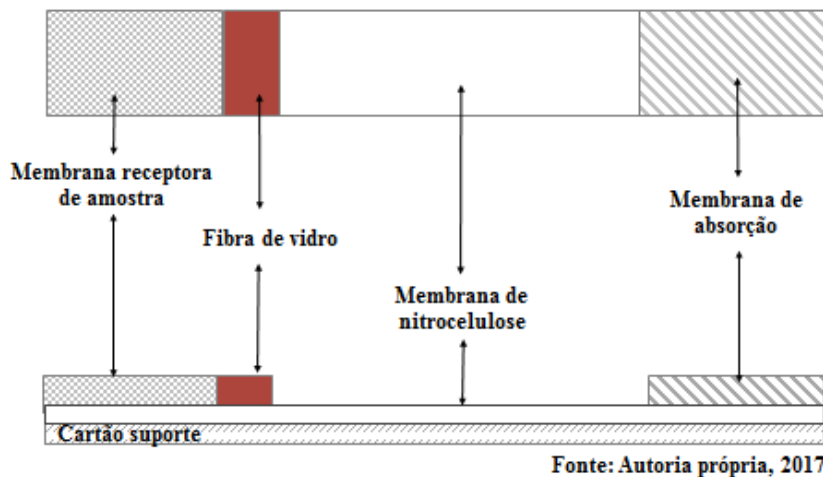 Membrana receptora
de amostra
Fibra de vidro
Membrana de
nitrocelulose
Membrana de
absorção
Cartão suporte
Fonte: Autoria própria, 2017